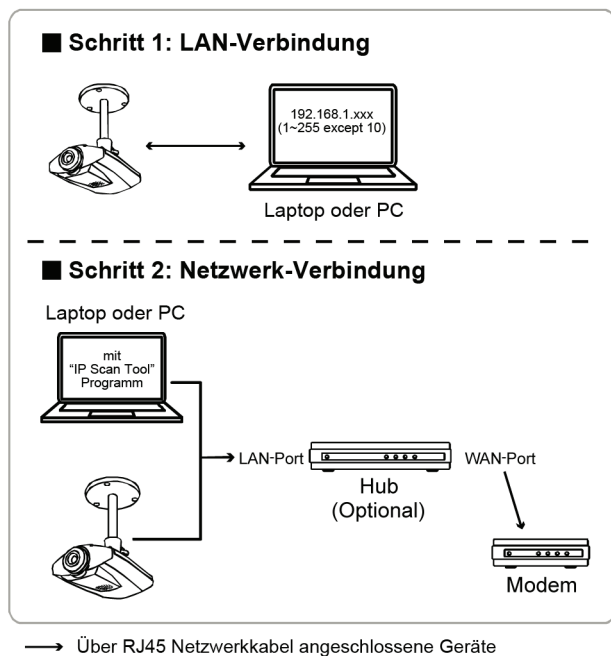 ■ Schritt 1: LAN-Verbindung
192.168.1.xxx
(1~255 except 10)
Laptop oder PC
■ Schritt 2: Netzwerk-Verbindung
Laptop oder PC
mit
"IP Scan Tool"
Programm
LAN-Port
WAN-Port
Hub
(Optional)
Modem
Über RJ45 Netzwerkkabel angeschlossene Geräte